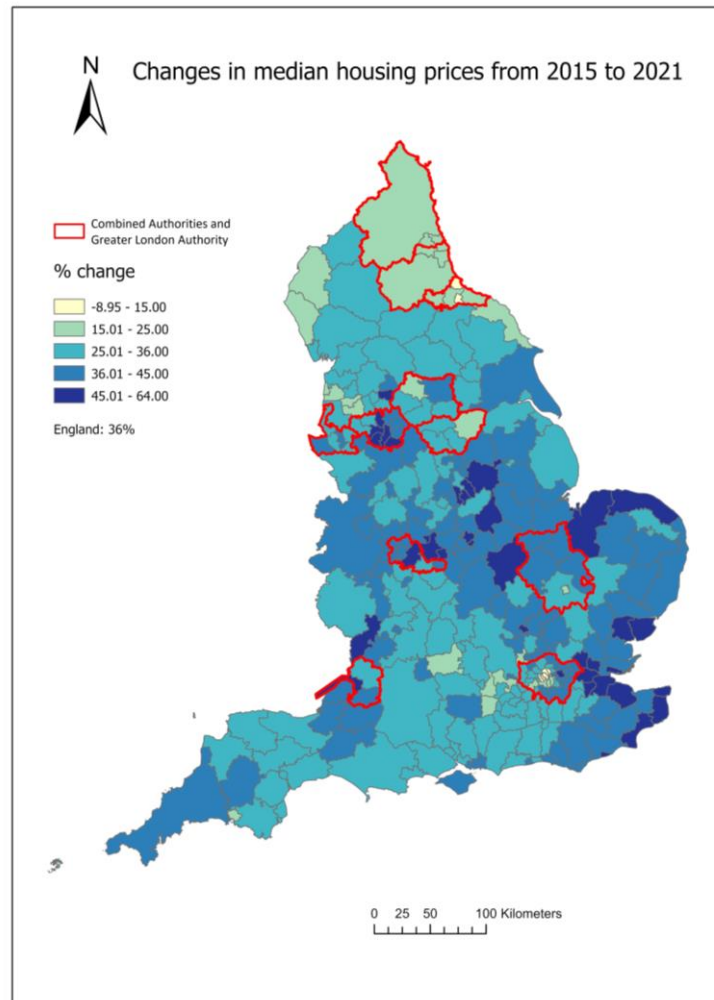 N
Changes in median housing prices from 2015 to 2021
Combined Authorities and
Greater London Authority
% change
-8.95 - 15.00
15.01 - 25.00
25.01 - 36.00
36.01 - 45.00
45.01 - 64.00
England: 36%
0 25 50 100 Kilometers